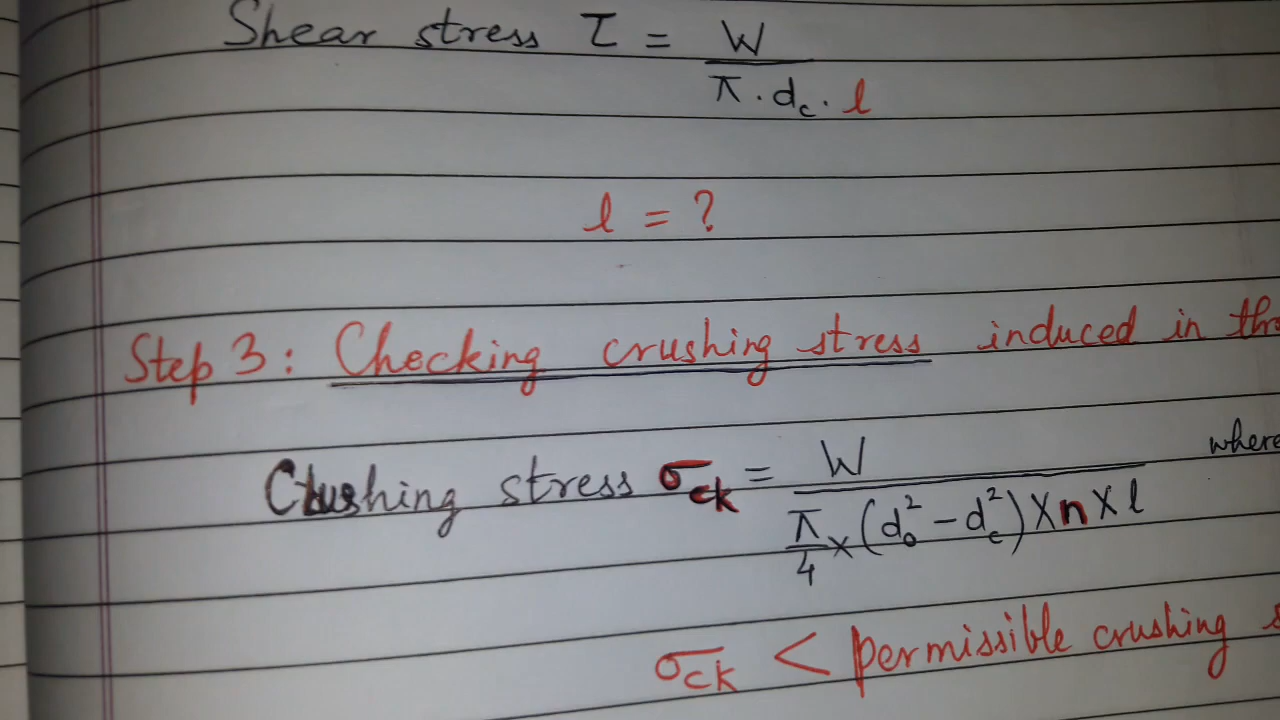 Shear stress τ = W / π . d_c . l
l = ?
Step 3 : Checking crushing stress induced in
Crushing stress σ_ck = W / π/4 × (d_o² − d_c²) × n × l where
σ_ck < permissible crushing